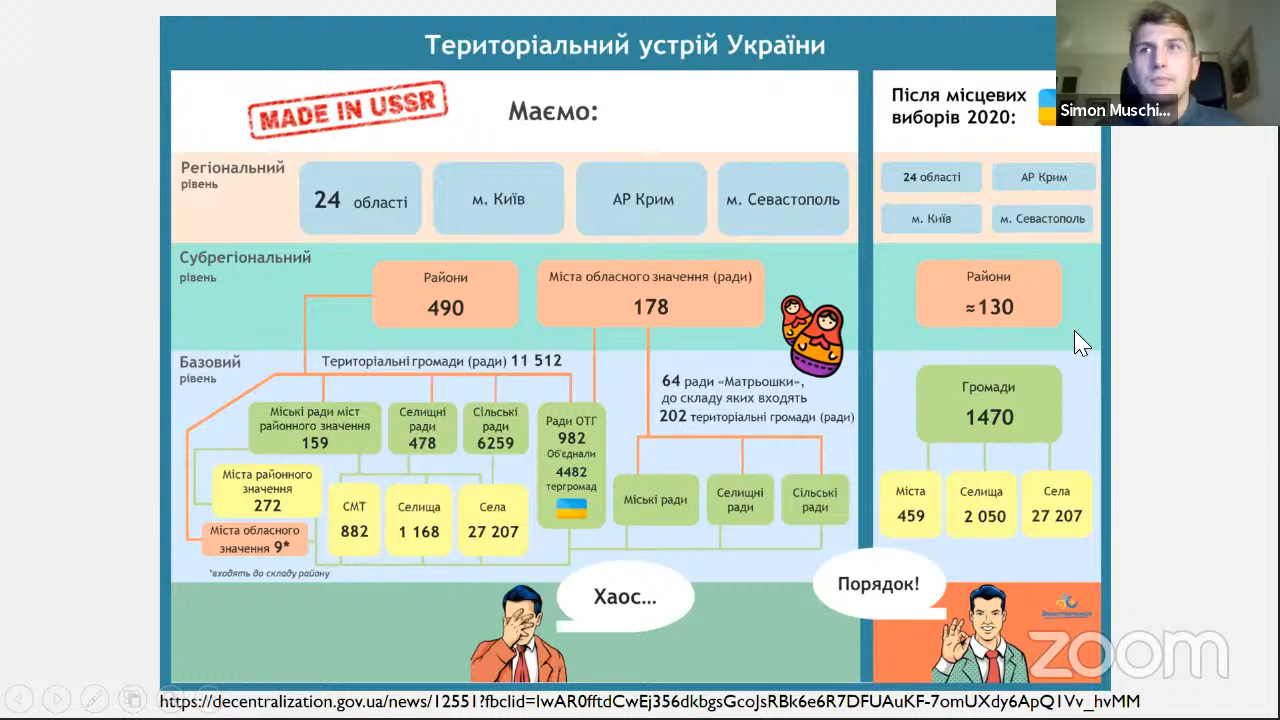 Територіальний устрій України
MADE IN USSR
Маємо:
Після місцевих
виборів 2020:
Simon Muschi...
Регіональний
рівень
24 області
м. Київ
АР Крим
м. Севастополь
24 області
АР Крим
м. Київ
м. Севастополь
Субрегіональний
рівень
Райони
490
Міста обласного значення (ради)
178
Райони
≈130
Базовий
рівень
Територіальні громади (ради) 11 512
64 ради «Матрьошки»,
до складу яких входять
202 територіальні громади (ради)
Громади
1470
Міські ради міст
районного значення
159
Селищні
ради
478
Сільські
ради
6259
Ради ОТГ
982
Об'єднали
4482
тергромад
Міста районного
значення
272
СМТ
882
Селища
1 168
Села
27 207
Міські ради
Селищні
ради
Сільські
ради
Міста
459
Селища
2 050
Села
27 207
Міста обласного
значення 9*
*входять до складу району
Хаос...
Порядок!
Децентралізація
zoom
https://decentralization.gov.ua/news/12551?fbclid=IwAR0fftdCwEj356dkbgsGcoJsRBk6e6R7DFUAuKF-7omUXdy6ApQ1Vv_hvMM